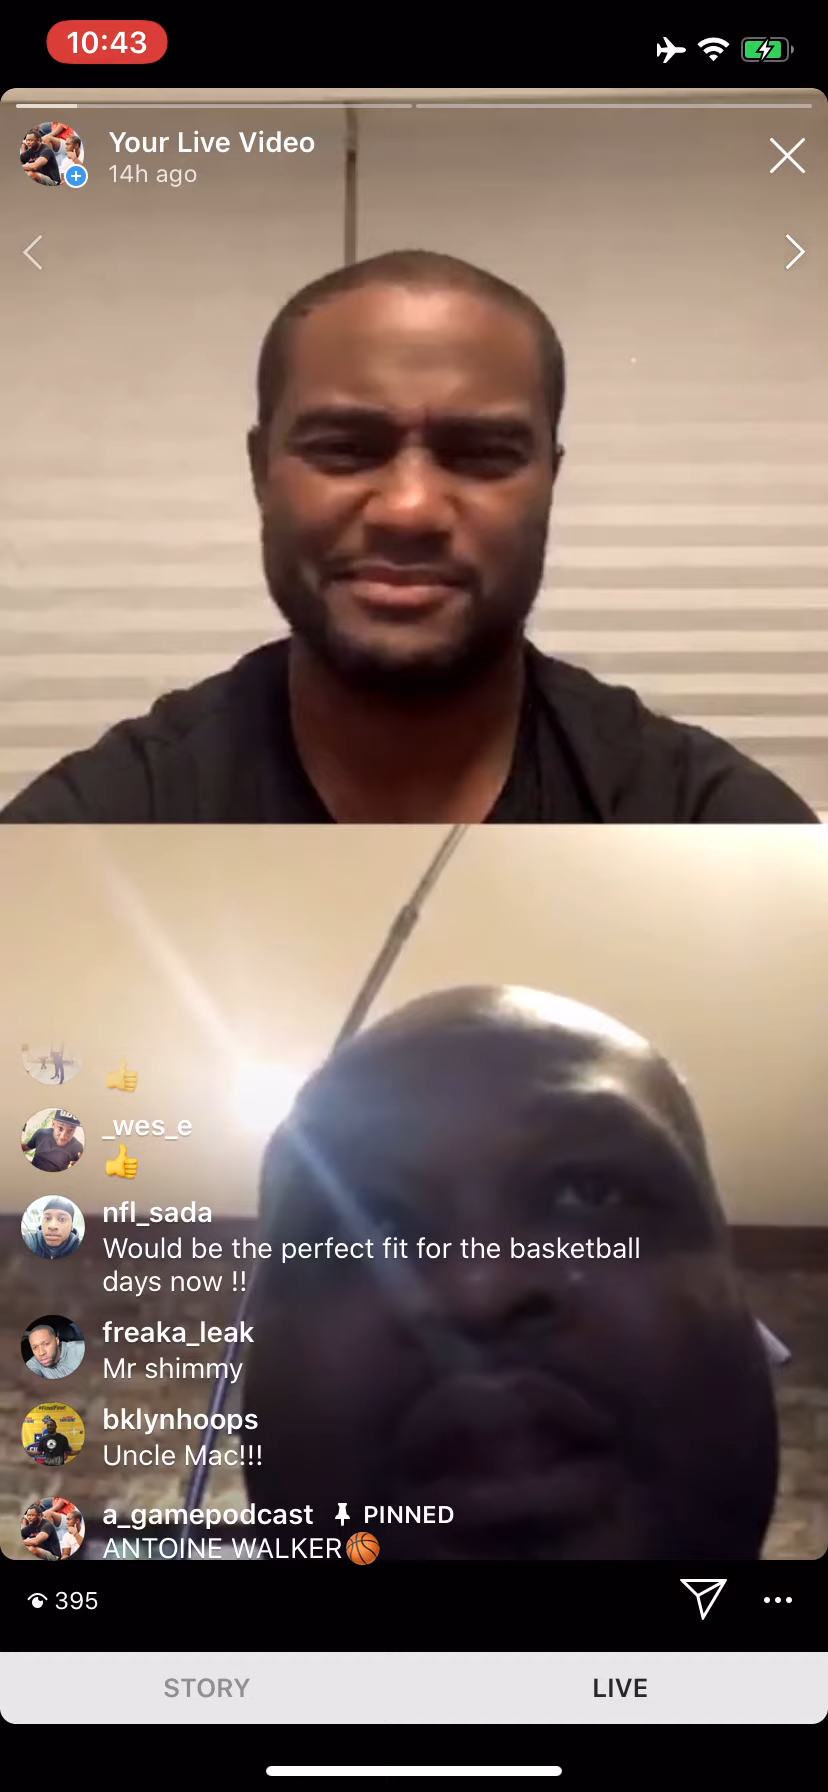 10:43
Your Live Video
14h ago
_wes_e
nfl_sada
Would be the perfect fit for the basketball
days now !!
freaka_leak
Mr shimmy
bklynhoops
Uncle Mac!!!
a_gamepodcast PINNED
ANTOINE WALKER🏀
395
STORY LIVE